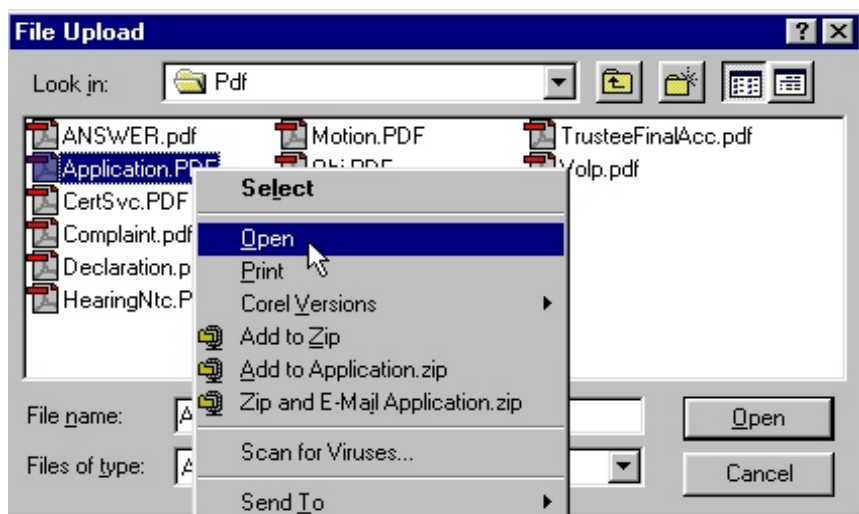 File Upload
Look in: Pdf
ANSWER.pdf Motion.PDF TrusteeFinalAcc.pdf
Application.PDF Obj.PDF Volp.pdf
CertSvc.PDF
Select
Complaint.pdf
Open
Declaration.p
Print
HearingNtc.P
Corel Versions
Add to Zip
Add to Application.zip
File name: A
Zip and E-Mail Application.zip
Open
Files of type: A
Scan for Viruses...
Cancel
Send To